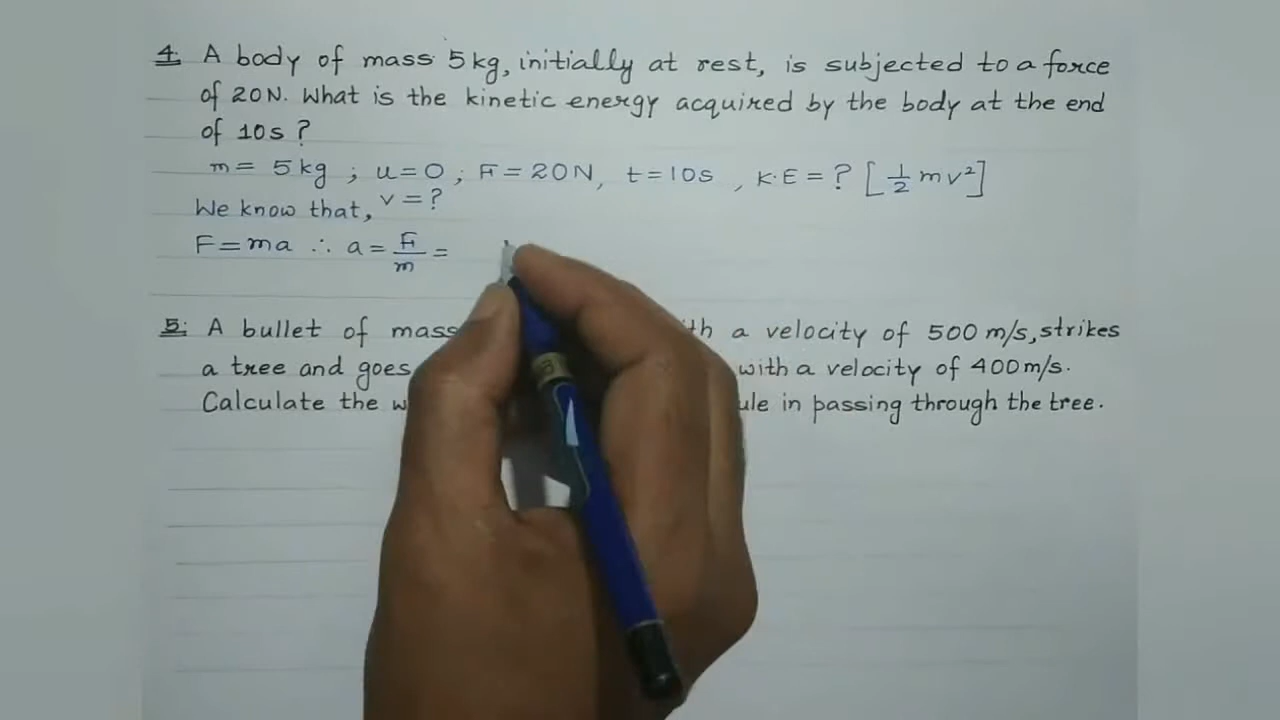 4. A body of mass 5kg, initially at rest, is subjected to a force
of 20N. What is the kinetic energy acquired by the body at the end
of 10s ?
m = 5kg ; u=0 ; F = 20N, t=10s , K.E = ? [1/2 mv²]
We know that, v = ?
F = ma ∴ a = F/m =
5. A bullet of mass th a velocity of 500 m/s, strikes
a tree and goes with a velocity of 400 m/s.
Calculate the w in passing through the tree.